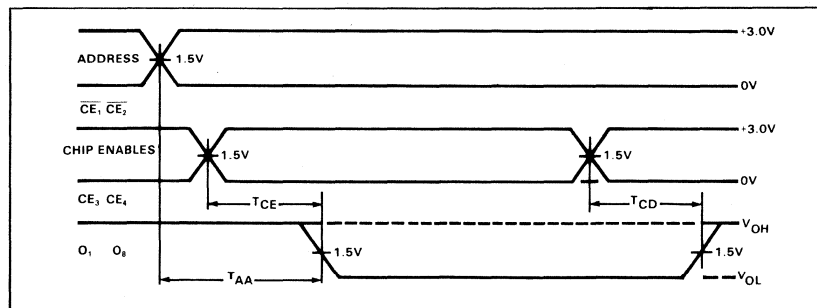 +3.0V
ADDRESS
1.5V
0V
CE₁ CE₂
+3.0V
CHIP ENABLES
1.5V
1.5V
0V
CE₃ CE₄
TCE
TCD
VOH
O₁ O₈
1.5V
1.5V
TAA
VOL